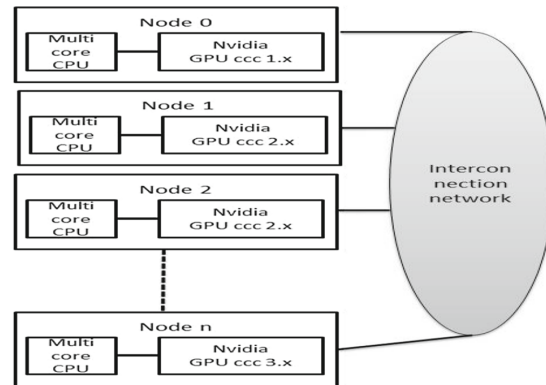 Node 0
Multi
core
CPU
Nvidia
GPU ccc 1.x
Node 1
Multi
core
CPU
Nvidia
GPU ccc 2.x
Node 2
Multi
core
CPU
Nvidia
GPU ccc 2.x
Node n
Multi
core
CPU
Nvidia
GPU ccc 3.x
Intercon
nection
network